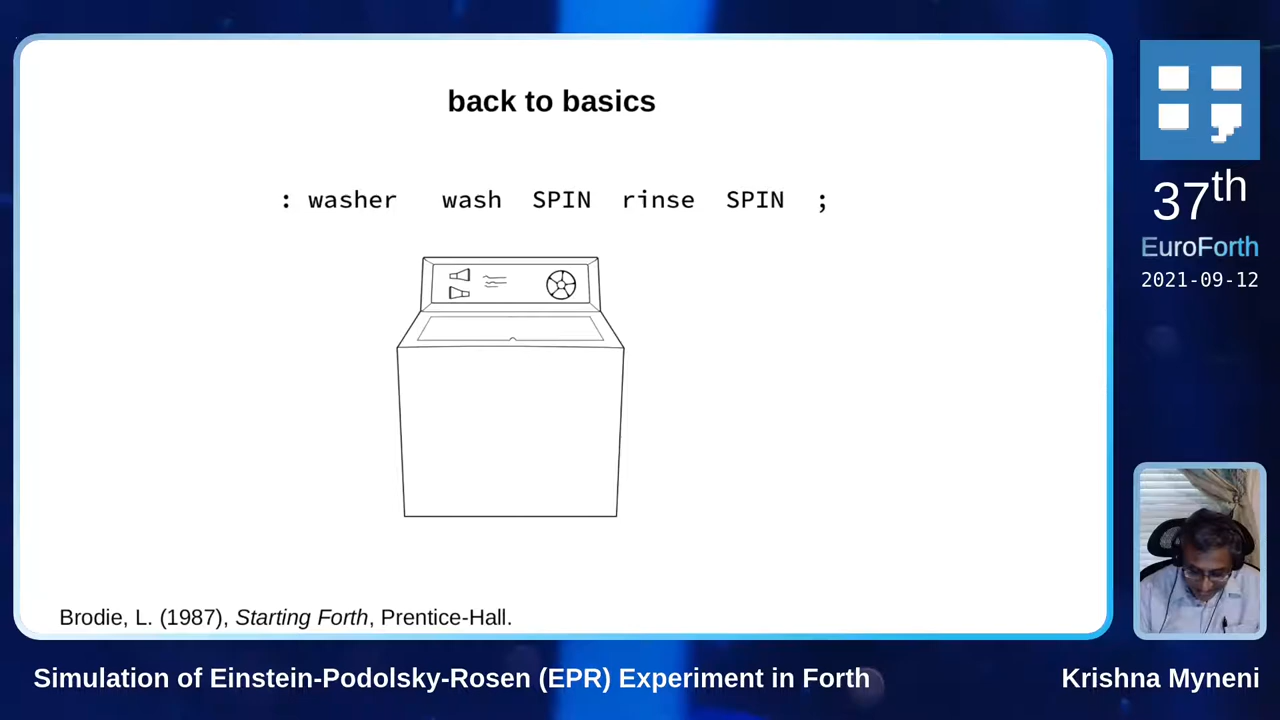 back to basics
: washer wash SPIN rinse SPIN ;
Brodie, L. (1987), Starting Forth, Prentice-Hall.
37th
EuroForth
2021-09-12
Simulation of Einstein-Podolsky-Rosen (EPR) Experiment in Forth
Krishna Myneni